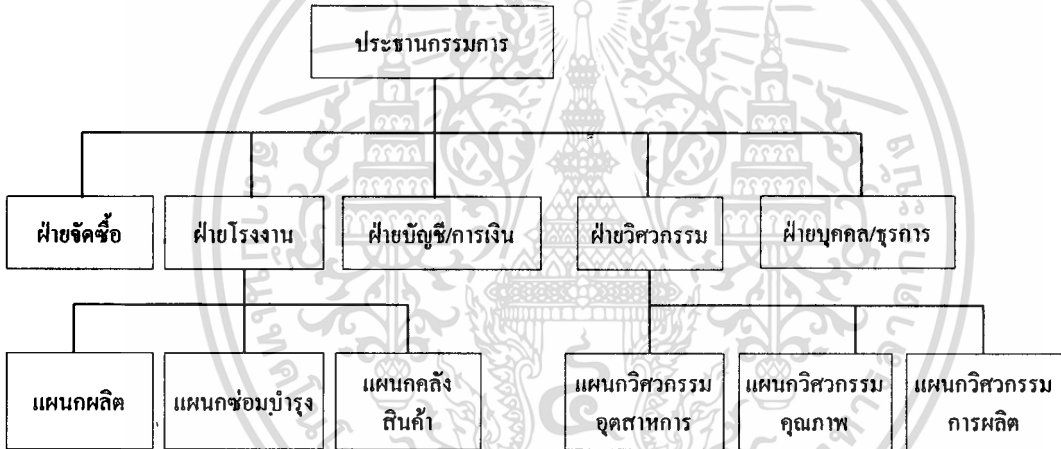 ประธานกรรมการ
ฝ่ายจัดซื้อ
ฝ่ายโรงงาน
ฝ่ายบัญชี/การเงิน
ฝ่ายวิศวกรรม
ฝ่ายบุคคล/ธุรการ
แผนกผลิต
แผนกซ่อมบำรุง
แผนกคลัง
สินค้า
แผนกวิศวกรรม
อุตสาหการ
แผนกวิศวกรรม
คุณภาพ
แผนกวิศวกรรม
การผลิต